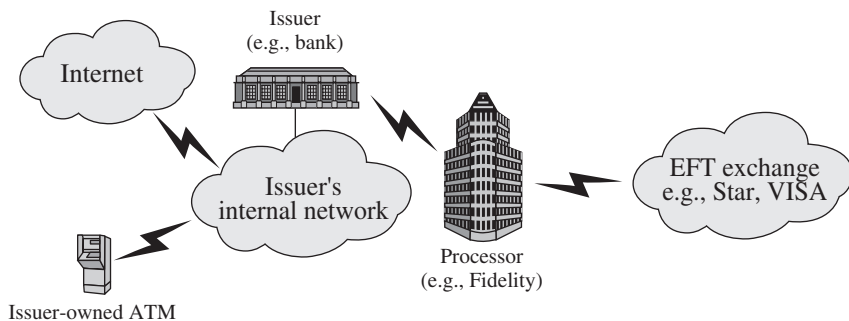 Issuer
(e.g., bank)
Internet
Issuer's
internal network
EFT exchange
e.g., Star, VISA
Processor
(e.g., Fidelity)
Issuer-owned ATM